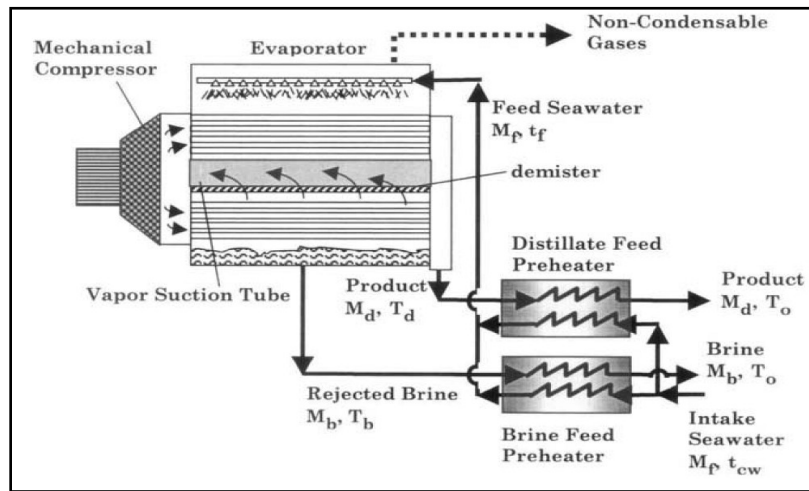 Mechanical
Compressor
Evaporator
Non-Condensable
Gases
Feed Seawater
M_f, t_f
demister
Vapor Suction Tube
Distillate Feed
Preheater
Product
M_d, T_d
Product
M_d, T_o
Rejected Brine
M_b, T_b
Brine
M_b, T_o
Brine Feed
Preheater
Intake
Seawater
M_f, t_cw